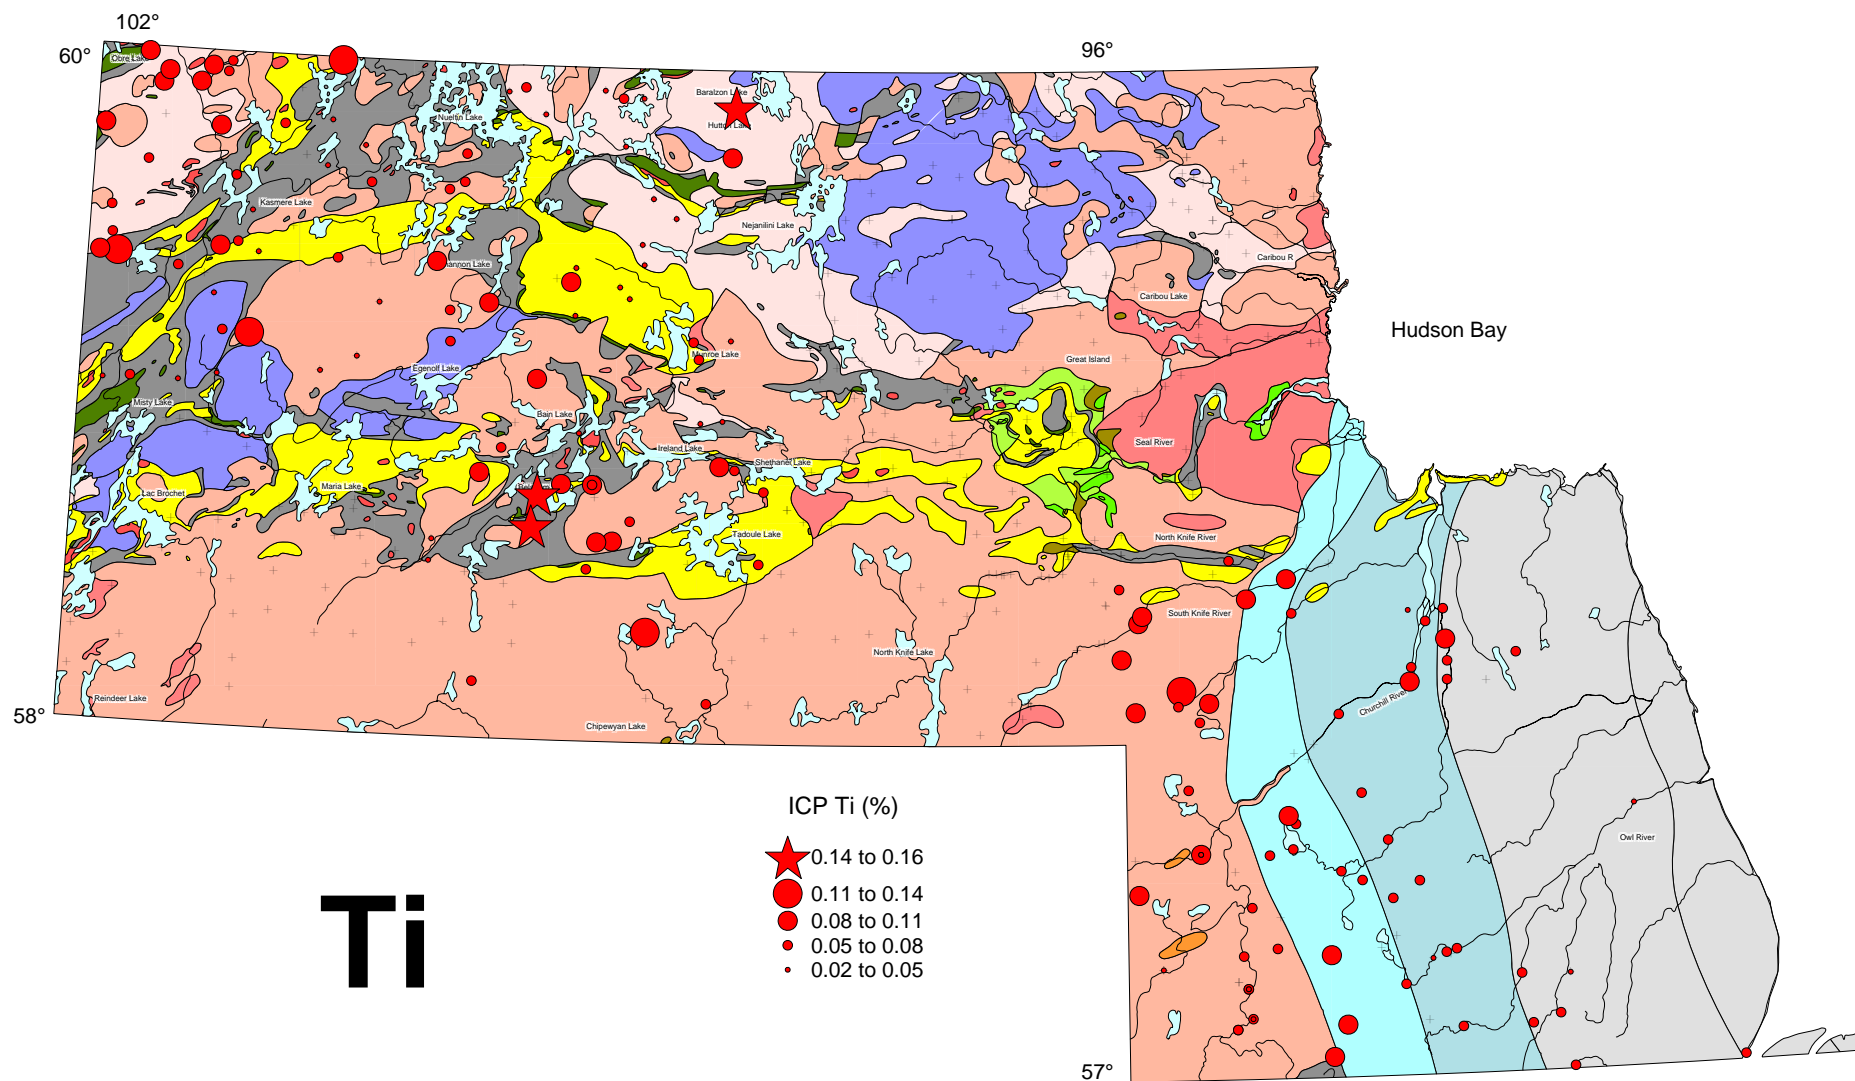 102°
60°
96°
Obre Lake
Baralzon Lake
Nueltin Lake
Hutton Lake
Kasmere Lake
Nejanilini Lake
Caribou R
Caribou Lake
Hudson Bay
Munroe Lake
Great Island
Egenolf Lake
Misty Lake
Bain Lake
Seal River
Ireland Lake
Shethanei Lake
Maria Lake
Lac Brochet
Tadoule Lake
North Knife River
South Knife River
North Knife Lake
Reindeer Lake
Churchill River
58°
Chipewyan Lake
ICP Ti (%)
0.14 to 0.16
0.11 to 0.14
0.08 to 0.11
0.05 to 0.08
0.02 to 0.05
Owl River
Ti
57°